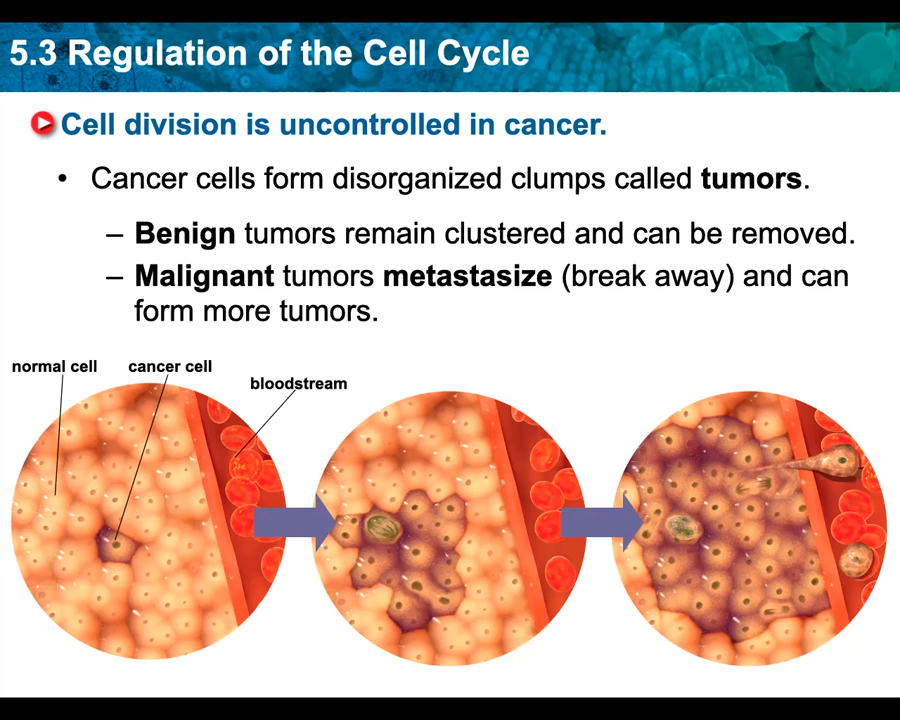 5.3 Regulation of the Cell Cycle
Cell division is uncontrolled in cancer.
• Cancer cells form disorganized clumps called tumors.
– Benign tumors remain clustered and can be removed.
– Malignant tumors metastasize (break away) and can
form more tumors.
normal cell
cancer cell
bloodstream